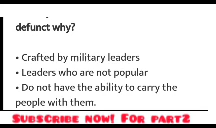 defunct why?
• Crafted by military leaders
• Leaders who are not popular
• Do not have the ability to carry the
people with them.
SUBSCRIBE NOW! FOR PART2